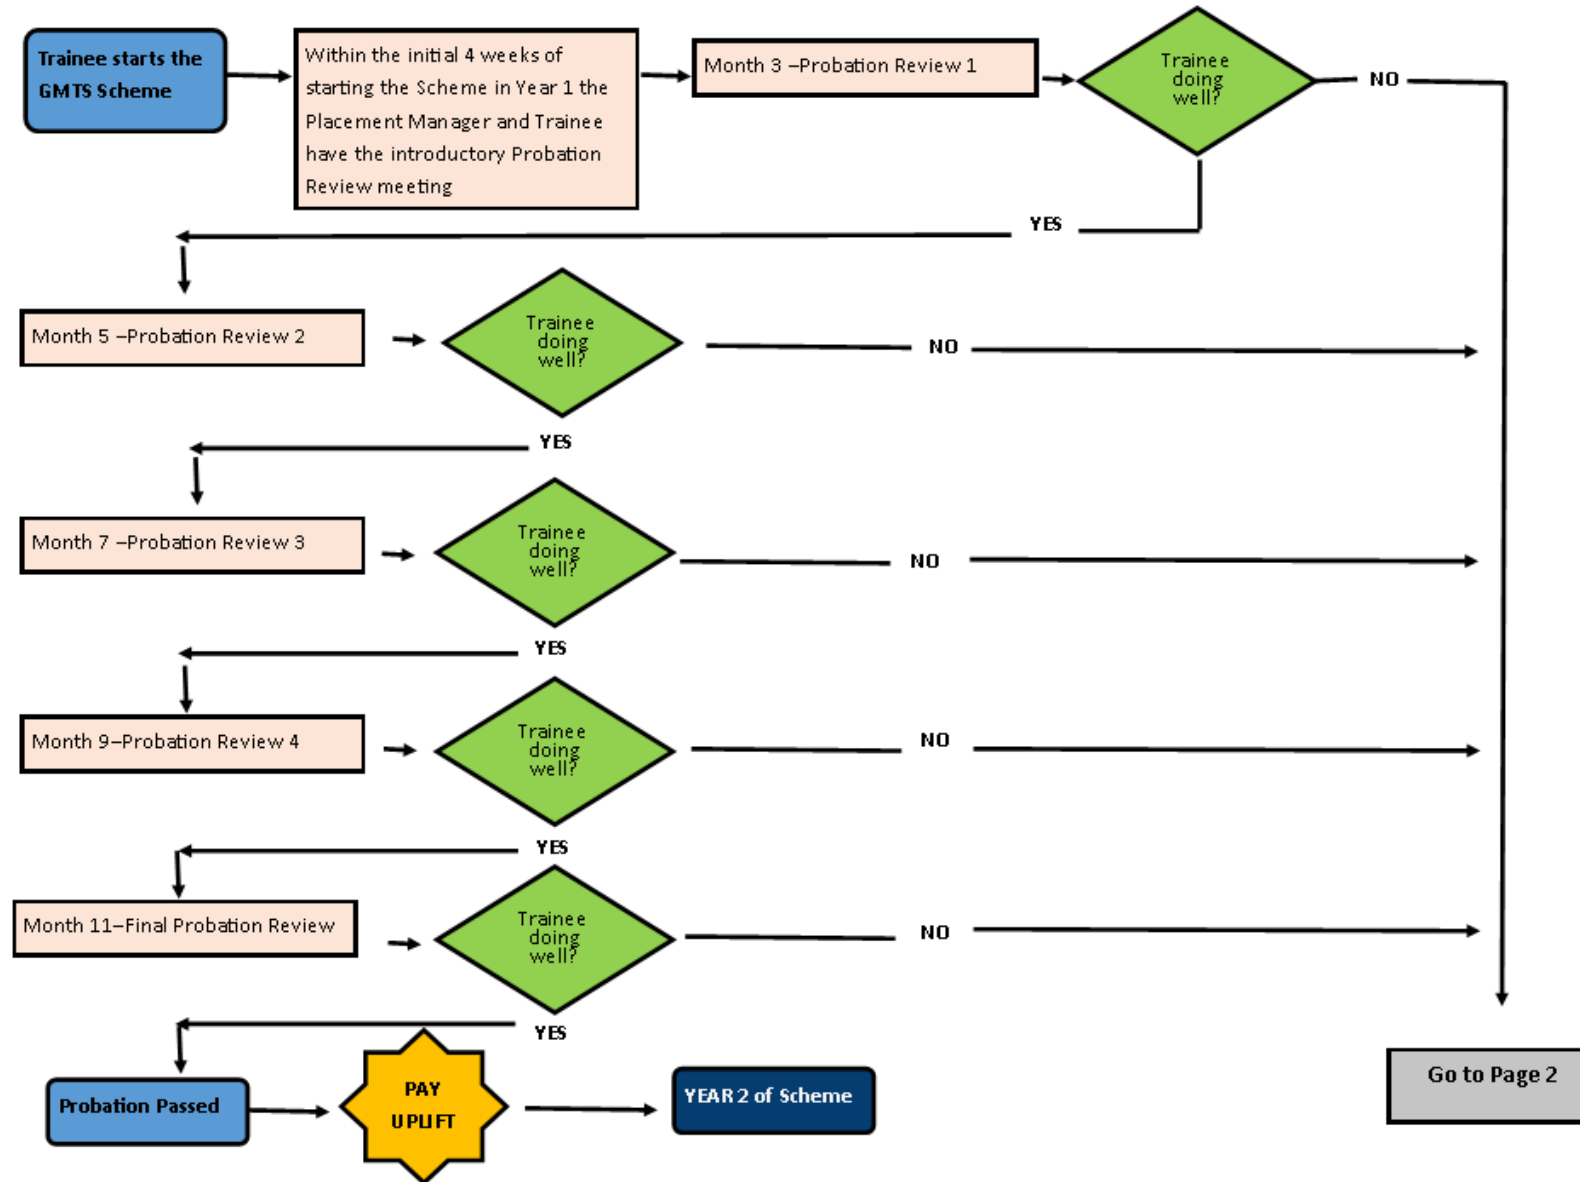 Trainee starts the
GMTS Scheme
Within the initial 4 weeks of
starting the Scheme in Year 1 the
Placement Manager and Trainee
have the introductory Probation
Review meeting
Month 3 –Probation Review 1
Trainee
doing
well?
NO
YES
Month 5 –Probation Review 2
Trainee
doing
well?
NO
YES
Month 7 –Probation Review 3
Trainee
doing
well?
NO
YES
Month 9–Probation Review 4
Trainee
doing
well?
NO
YES
Month 11–Final Probation Review
Trainee
doing
well?
NO
YES
Probation Passed
PAY
UPLIFT
YEAR 2 of Scheme
Go to Page 2